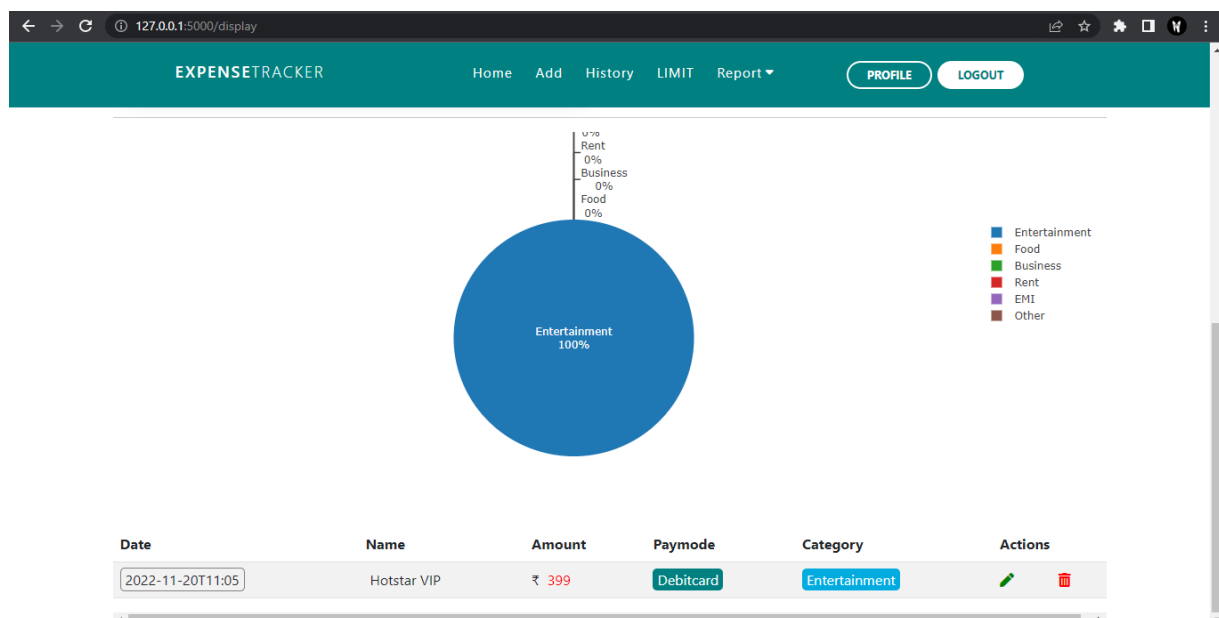 127.0.0.1:5000/display
EXPENSETRACKER Home Add History LIMIT Report PROFILE LOGOUT
0%
Rent
0%
Business
0%
Food
0%
Entertainment
100%
Entertainment
Food
Business
Rent
EMI
Other
Date Name Amount Paymode Category Actions
2022-11-20T11:05 Hotstar VIP ₹ 399 Debitcard Entertainment